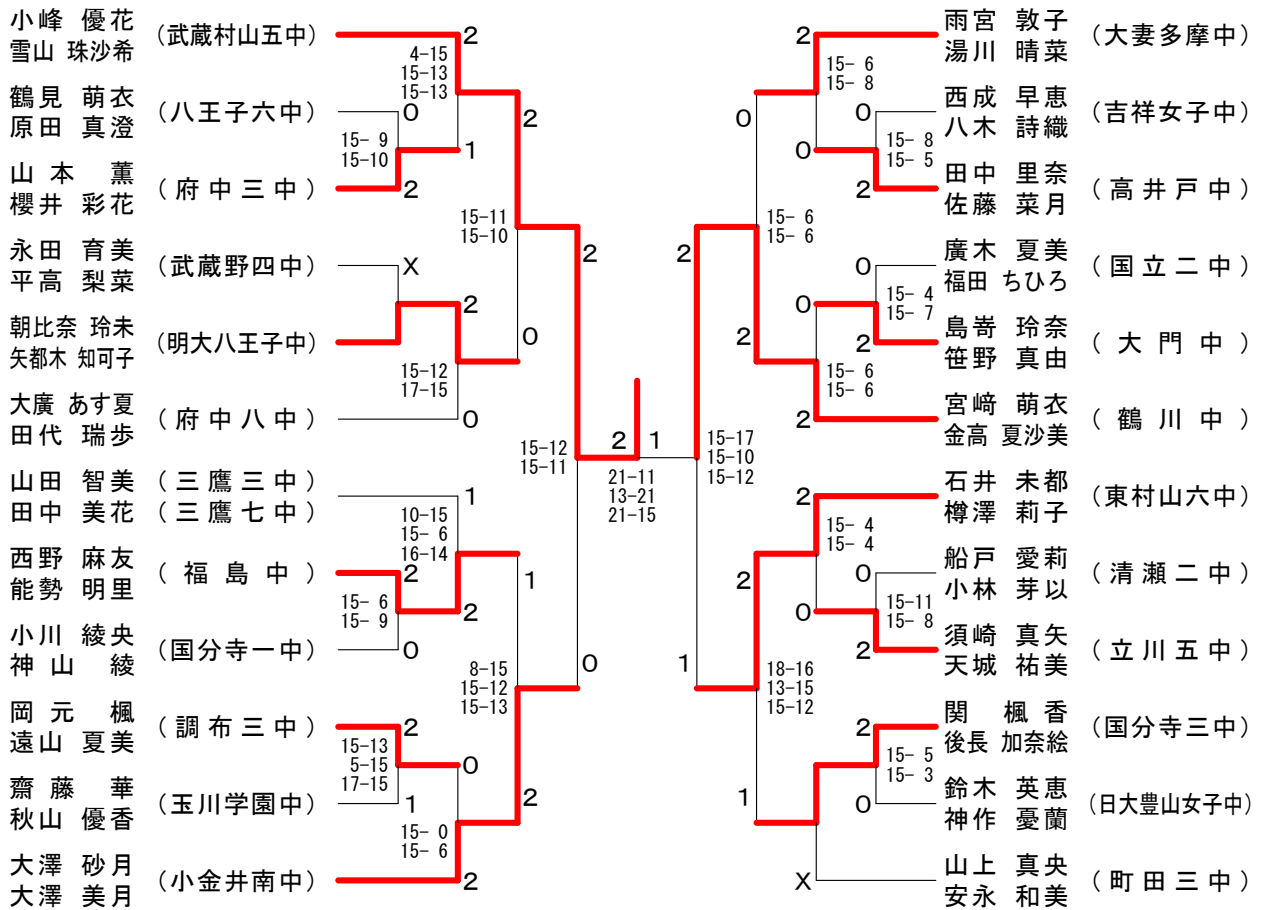 小峰 優花
雪山 珠沙希
(武蔵村山五中)
2
4-15
15-13
15-13
鶴見 萌衣
原田 真澄
(八王子六中)
0
2
15- 9
15-10
1
山本 薫
櫻井 彩花
(府中三中)
2
15-11
15-10
2
永田 育美
平高 梨菜
(武蔵野四中)
X
2
朝比奈 玲未
矢都木 知可子
(明大八王子中)
0
15-12
17-15
大廣 あす夏
田代 瑞歩
(府中八中)
0
15-12
15-11
2
1
21-11
13-21
21-15
山田 智美
田中 美花
(三鷹三中)
(三鷹七中)
1
10-15
15- 6
16-14
西野 麻友
能勢 明里
(福島中)
2
1
15- 6
15- 9
2
小川 綾央
神山 綾
(国分寺一中)
0
0
8-15
15-12
15-13
岡元 楓
遠山 夏美
(調布三中)
2
15-13
5-15
17-15
0
齋藤 華
秋山 優香
(玉川学園中)
1
2
15- 0
15- 6
大澤 砂月
大澤 美月
(小金井南中)
2
2
雨宮 敦子
湯川 晴菜
(大妻多摩中)
15- 6
15- 8
0
0
西成 早恵
八木 詩織
(吉祥女子中)
15- 8
15- 5
0
2
田中 里奈
佐藤 菜月
(高井戸中)
15- 6
15- 6
2
0
廣木 夏美
福田 ちひろ
(国立二中)
15- 4
15- 7
0
2
2
島嵜 玲奈
笹野 真由
(大門中)
15- 6
15- 6
2
宮﨑 萌衣
金高 夏沙美
(鶴川中)
15-17
15-10
15-12
2
石井 未都
樽澤 莉子
(東村山六中)
15- 4
15- 4
2
0
船戸 愛莉
小林 芽以
(清瀬二中)
15-11
15- 8
0
2
須崎 真矢
天城 祐美
(立川五中)
1
18-16
13-15
15-12
2
関 楓香
後長 加奈絵
(国分寺三中)
15- 5
15- 3
1
0
鈴木 英恵
神作 憂蘭
(日大豊山女子中)
X
山上 真央
安永 和美
(町田三中)